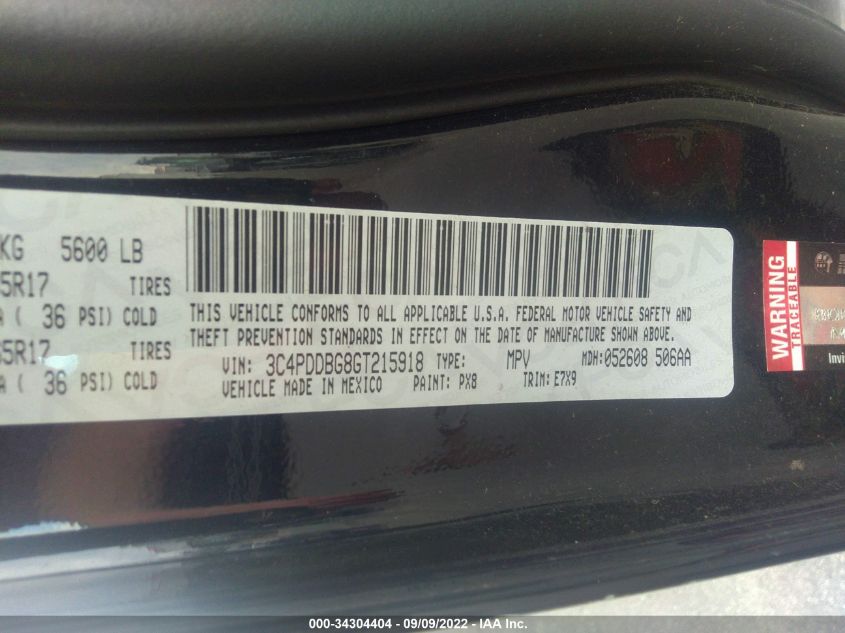 KG 5600 LB
5R17 TIRES
A ( 36 PSI) COLD
65R17 TIRES
A ( 36 PSI) COLD
THIS VEHICLE CONFORMS TO ALL APPLICABLE U.S.A. FEDERAL MOTOR VEHICLE SAFETY AND
THEFT PREVENTION STANDARDS IN EFFECT ON THE DATE OF MANUFACTURE SHOWN ABOVE.
VIN: 3C4PDDBG8GT215918 TYPE: MPV MDH: 052608 506AA
VEHICLE MADE IN MEXICO PAINT: PX8 TRIM: E7X9
WARNING
TRACEABLE
Invi
000-34304404 - 09/09/2022 - IAA Inc.